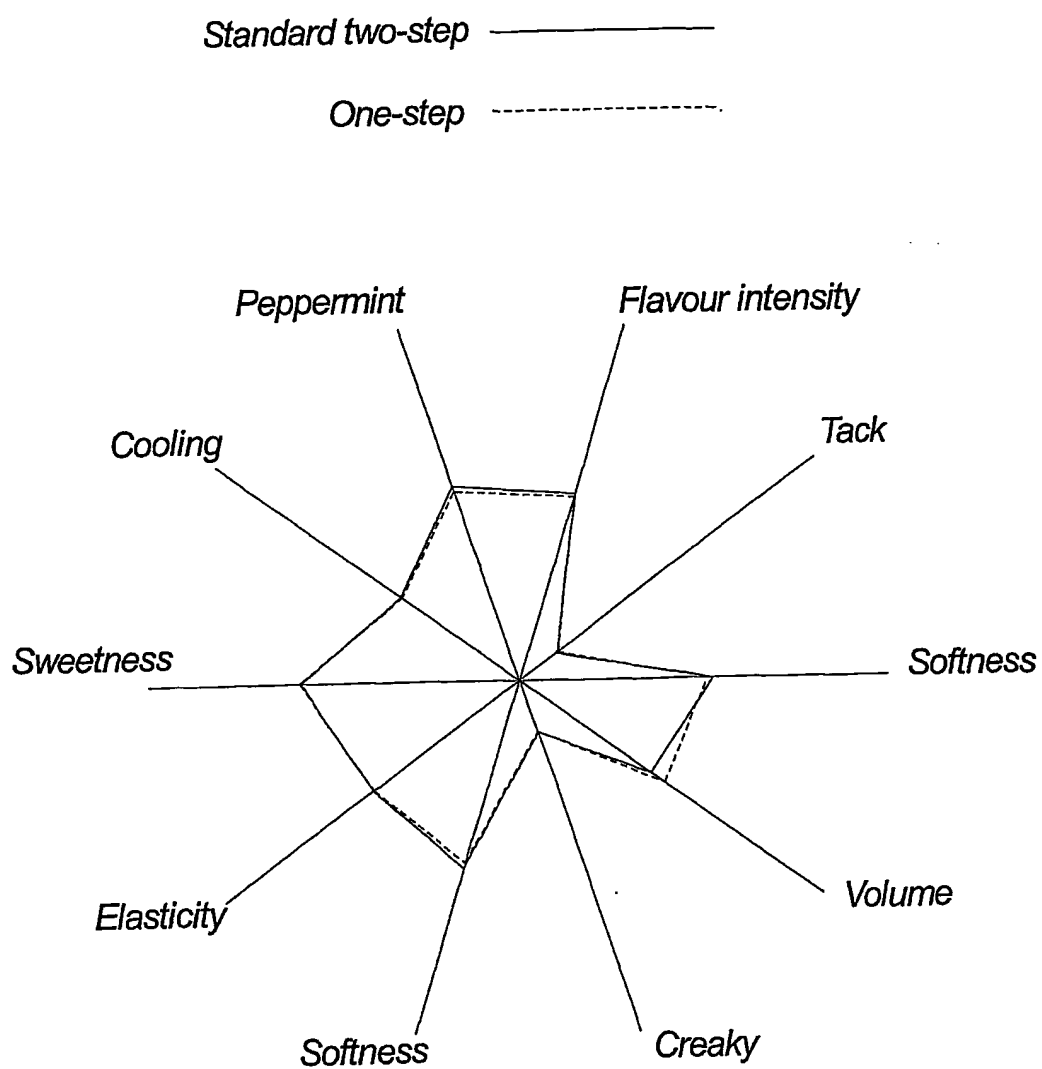 Standard two-step
One-step
Peppermint
Flavour intensity
Cooling
Tack
Sweetness
Softness
Elasticity
Volume
Softness
Creaky